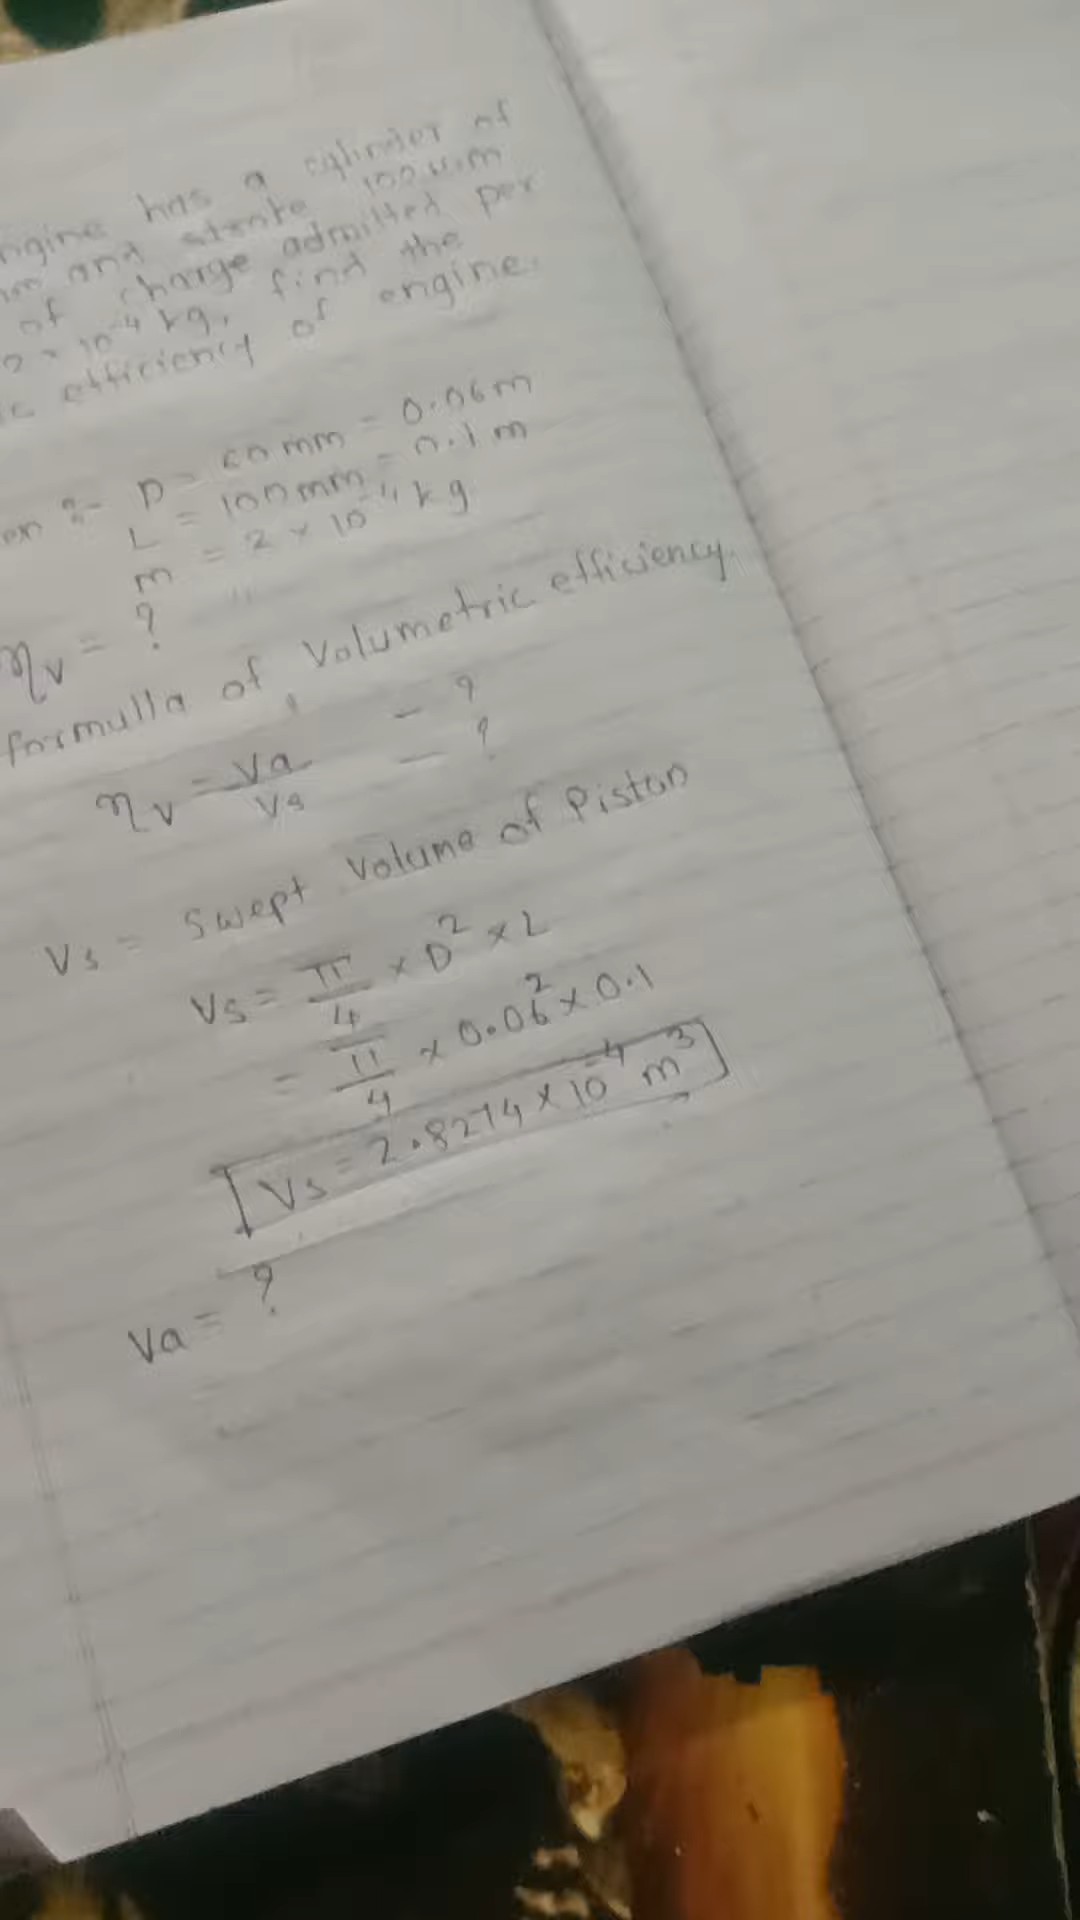 ngine has a cylinder of
mm and stroke 100 mm
of charge admitted per
2 × 10⁻⁴ kg. find the
ic efficiency of engine.
en :- D = 60 mm = 0.06 m
L = 100 mm = 0.1 m
m = 2 × 10⁻⁴ kg
ηv = ?
formulla of Volumetric efficiency.
ηv = Va/Vs - ? - ?
Vs = Swept Volume of Piston
Vs = π/4 × D² × L
= π/4 × 0.06² × 0.1
Vs = 2.8274 × 10⁻⁴ m³
Va = ?